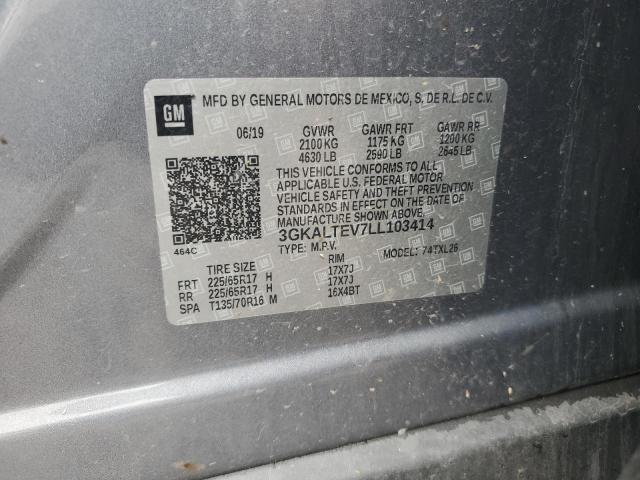 GM MFD BY GENERAL MOTORS DE MEXICO, S. DE R.L. DE C.V.
06/19 GVWR GAWR FRT GAWR RR
2100 KG 1175 KG 1200 KG
4630 LB 2590 LB 2645 LB
THIS VEHICLE CONFORMS TO ALL
APPLICABLE U.S. FEDERAL MOTOR
VEHICLE SAFETY AND THEFT PREVENTION
STANDARDS IN EFFECT ON THE DATE OF
MANUFACTURE SHOWN ABOVE.
3GKALTEV7LL103414
464C TYPE: M.P.V. MODEL: 74TXL26
TIRE SIZE RIM
FRT 225/65R17 H 17X7J
RR 225/65R17 H 17X7J
SPA T135/70R16 M 16X4BT